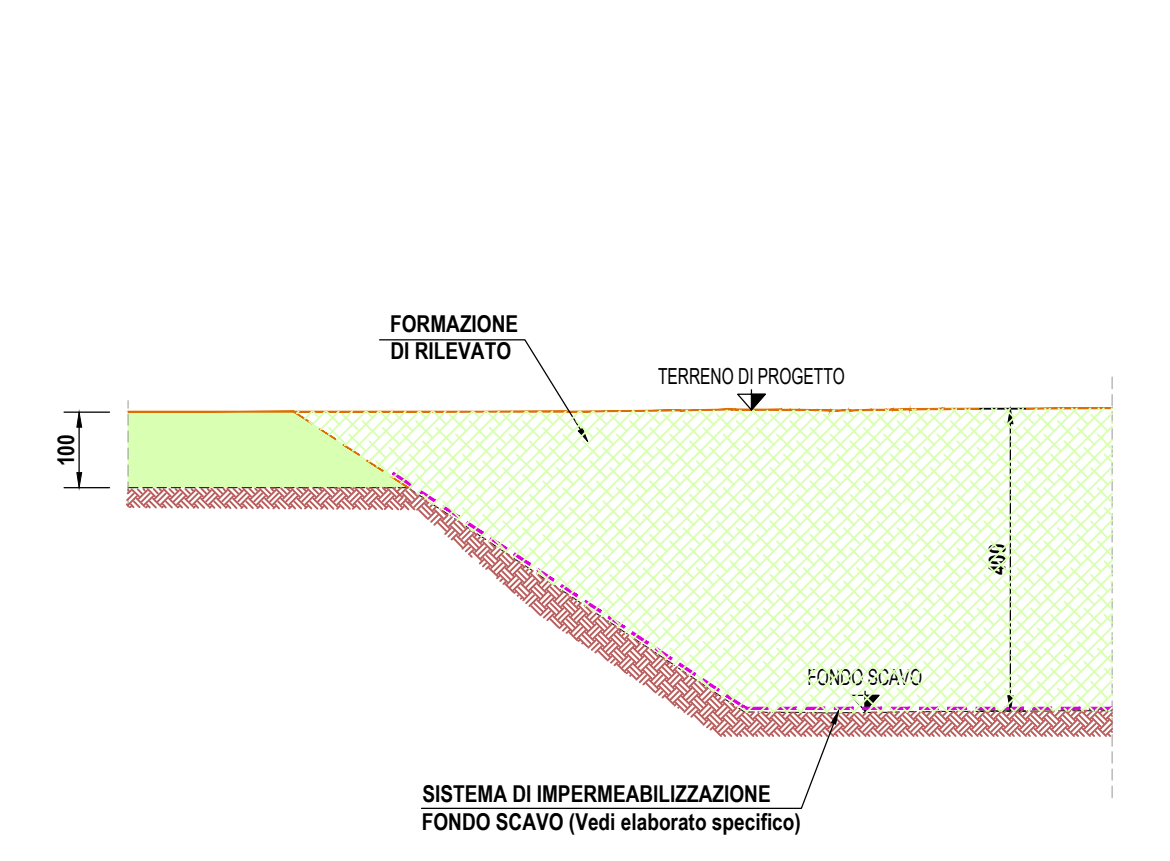 FORMAZIONE
DI RILEVATO
TERRENO DI PROGETTO
100
400
FONDO SCAVO
SISTEMA DI IMPERMEABILIZZAZIONE
FONDO SCAVO (Vedi elaborato specifico)